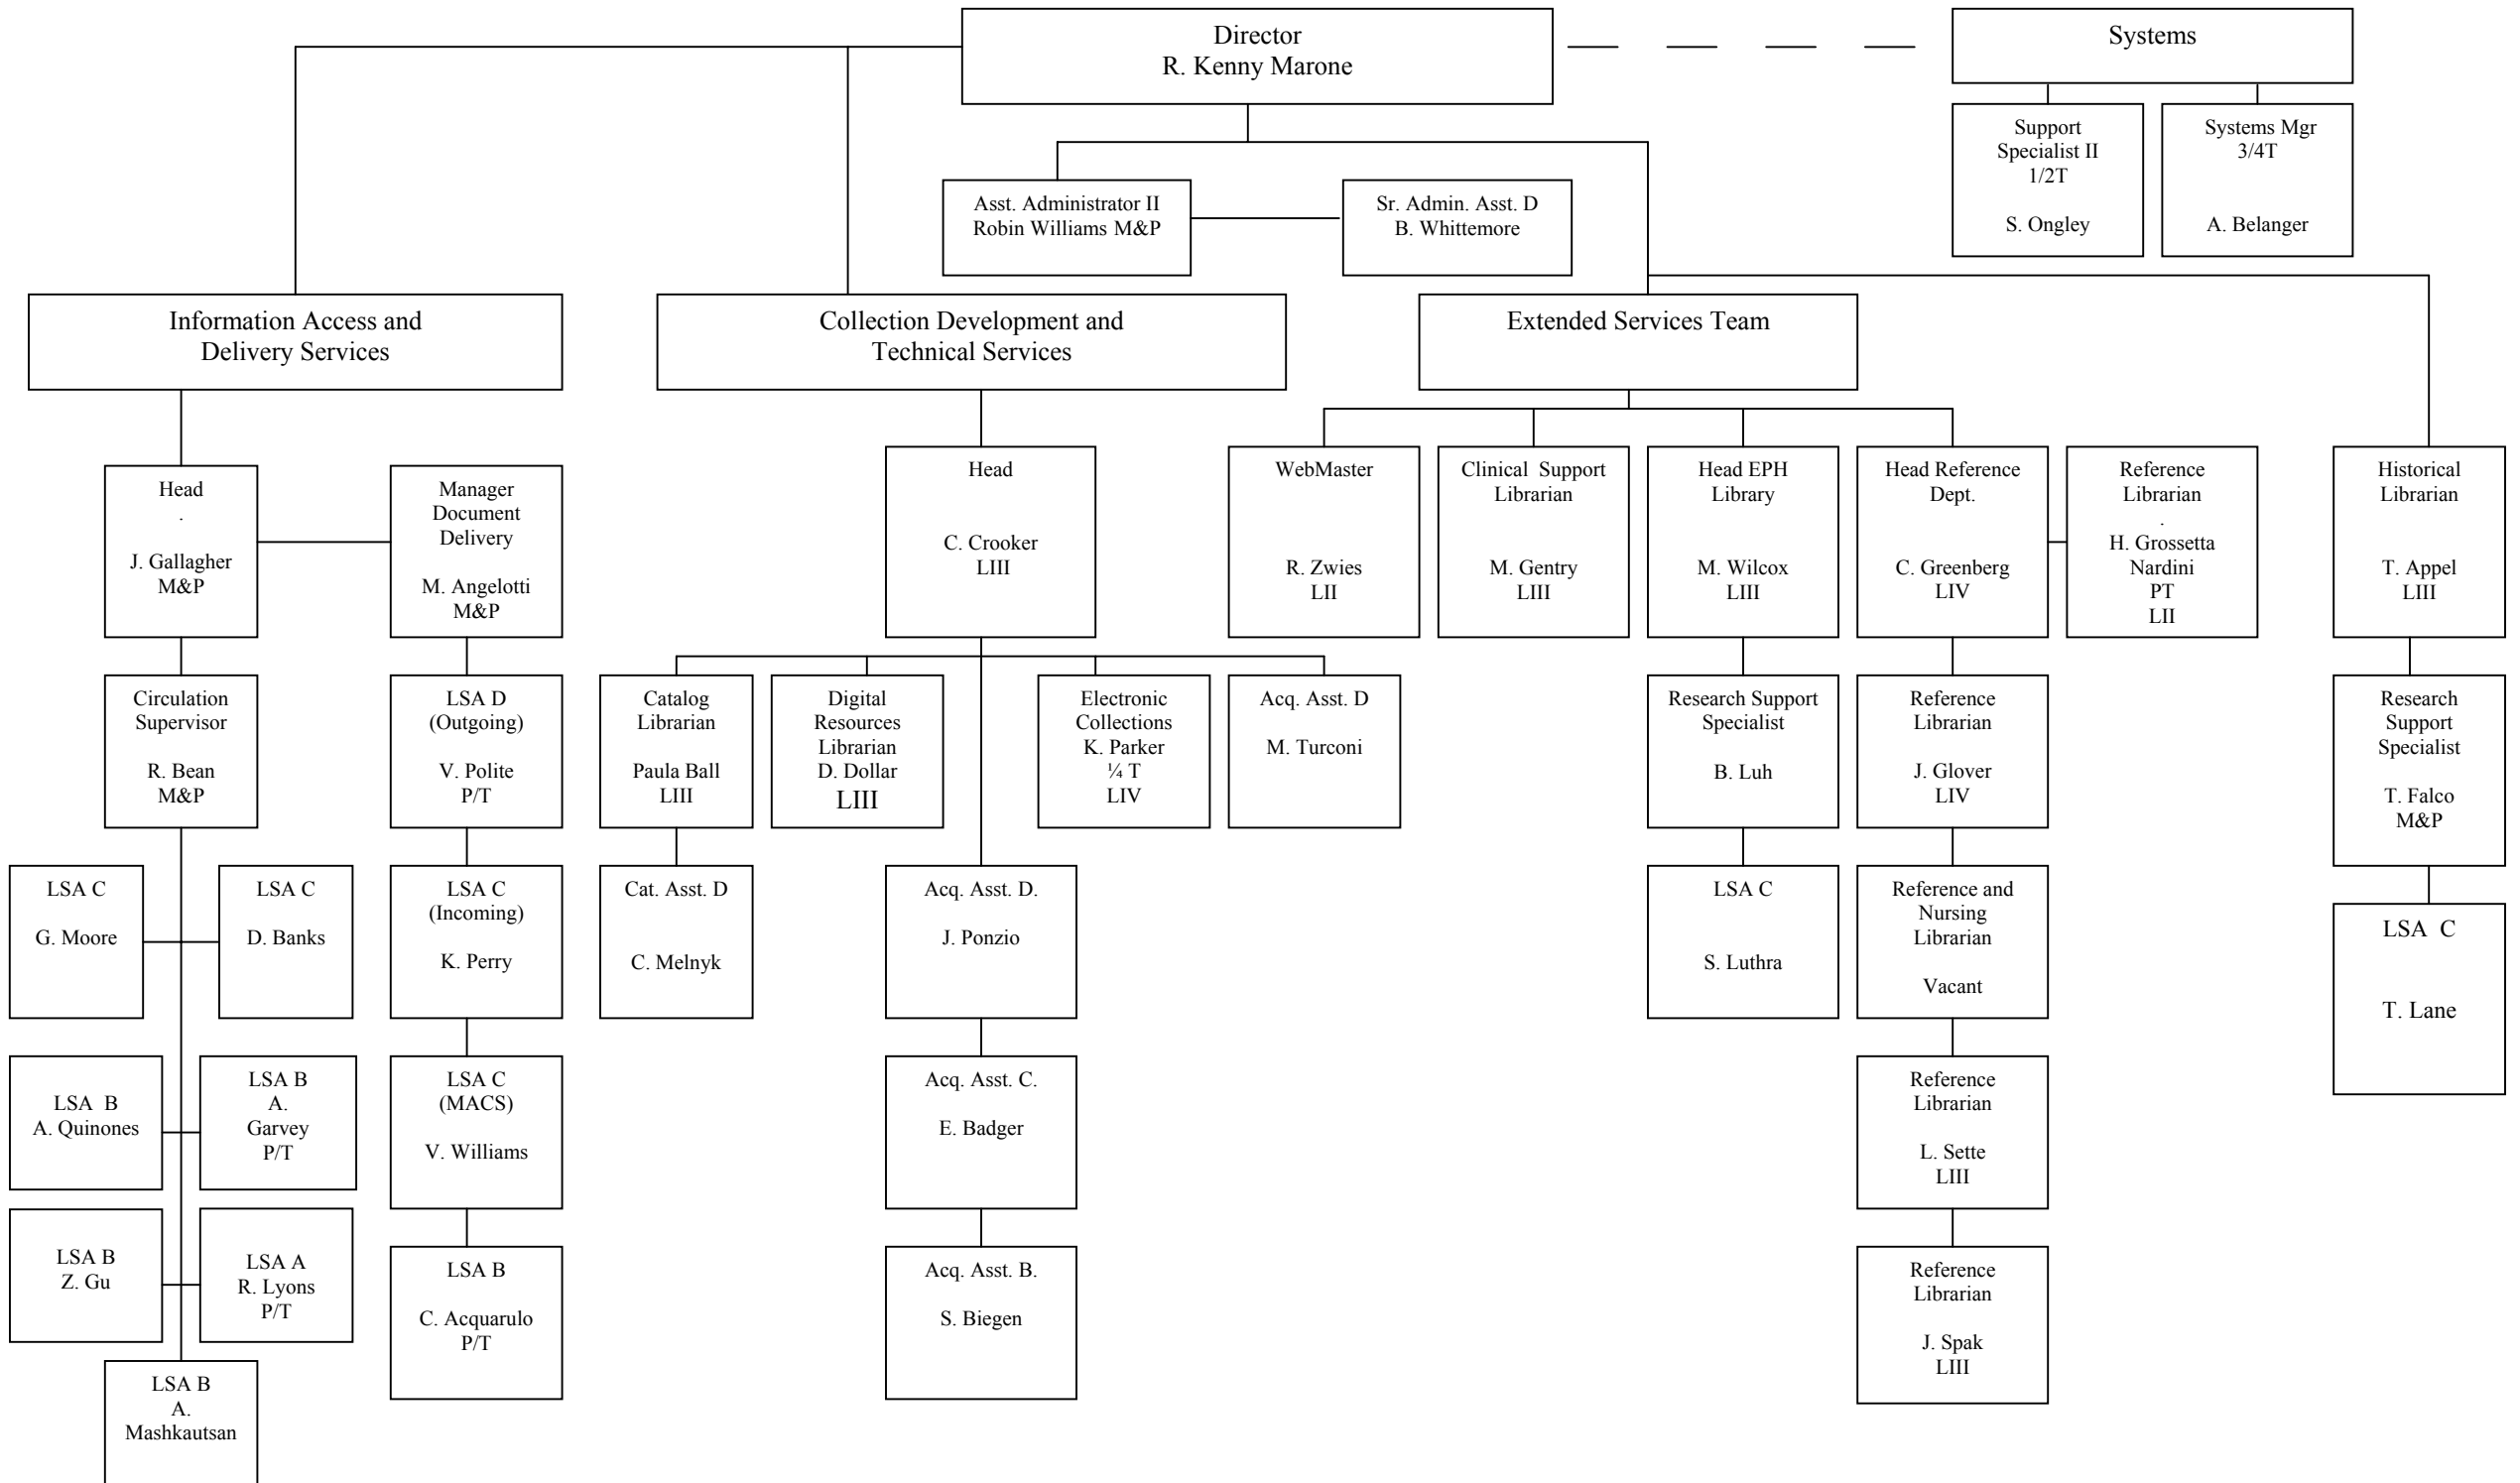 Director
R. Kenny Marone
Systems
Support
Specialist II
1/2T
S. Ongley
Systems Mgr
3/4T
A. Belanger
Asst. Administrator II
Robin Williams M&P
Sr. Admin. Asst. D
B. Whittemore
Information Access and
Delivery Services
Collection Development and
Technical Services
Extended Services Team
Head
.
J. Gallagher
M&P
Manager
Document
Delivery
M. Angelotti
M&P
Head
C. Crooker
LIII
WebMaster
R. Zwies
LII
Clinical Support
Librarian
M. Gentry
LIII
Head EPH
Library
M. Wilcox
LIII
Head Reference
Dept.
C. Greenberg
LIV
Reference
Librarian
.
H. Grossetta
Nardini
PT
LII
Historical
Librarian
T. Appel
LIII
Circulation
Supervisor
R. Bean
M&P
LSA D
(Outgoing)
V. Polite
P/T
Catalog
Librarian
Paula Ball
LIII
Digital
Resources
Librarian
D. Dollar
LIII
Electronic
Collections
K. Parker
¼ T
LIV
Acq. Asst. D
M. Turconi
Research Support
Specialist
B. Luh
Reference
Librarian
J. Glover
LIV
Research
Support
Specialist
T. Falco
M&P
LSA C
G. Moore
LSA C
D. Banks
LSA C
(Incoming)
K. Perry
Cat. Asst. D
C. Melnyk
Acq. Asst. D.
J. Ponzio
LSA C
S. Luthra
Reference and
Nursing
Librarian
Vacant
LSA C
T. Lane
LSA B
A. Quinones
LSA B
A.
Garvey
P/T
LSA C
(MACS)
V. Williams
Acq. Asst. C.
E. Badger
Reference
Librarian
L. Sette
LIII
LSA B
Z. Gu
LSA A
R. Lyons
P/T
LSA B
C. Acquarulo
P/T
Acq. Asst. B.
S. Biegen
Reference
Librarian
J. Spak
LIII
LSA B
A.
Mashkautsan